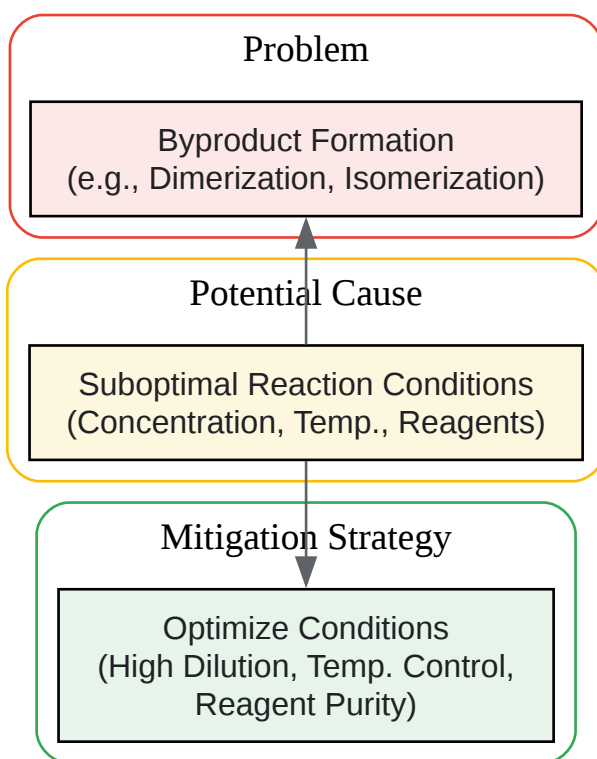 Problem
Byproduct Formation
(e.g., Dimerization, Isomerization)
Potential Cause
Suboptimal Reaction Conditions
(Concentration, Temp., Reagents)
Mitigation Strategy
Optimize Conditions
(High Dilution, Temp. Control,
Reagent Purity)